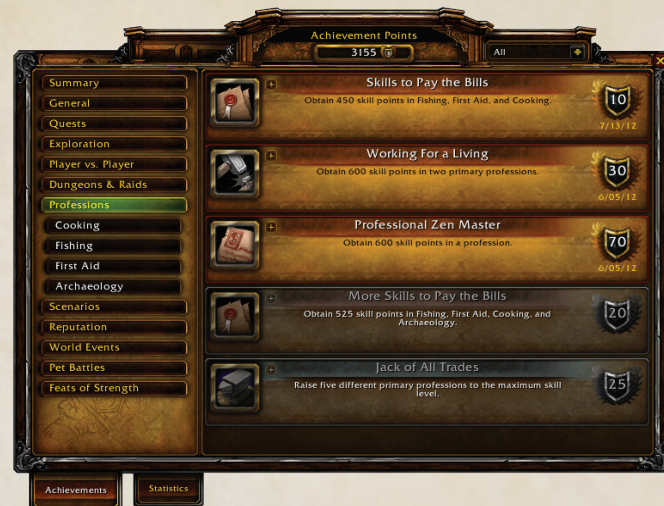 Achievement Points
3155
All
Summary
General
Quests
Exploration
Player vs. Player
Dungeons & Raids
Professions
Cooking
Fishing
First Aid
Archaeology
Scenarios
Reputation
World Events
Pet Battles
Feats of Strength
Skills to Pay the Bills
Obtain 450 skill points in Fishing, First Aid, and Cooking.
10
7/13/12
Working For a Living
Obtain 600 skill points in two primary professions.
30
6/05/12
Professional Zen Master
Obtain 600 skill points in a profession.
70
6/05/12
More Skills to Pay the Bills
Obtain 525 skill points in Fishing, First Aid, Cooking, and
Archaeology.
20
Jack of All Trades
Raise five different primary professions to the maximum skill
level.
25
Achievements
Statistics